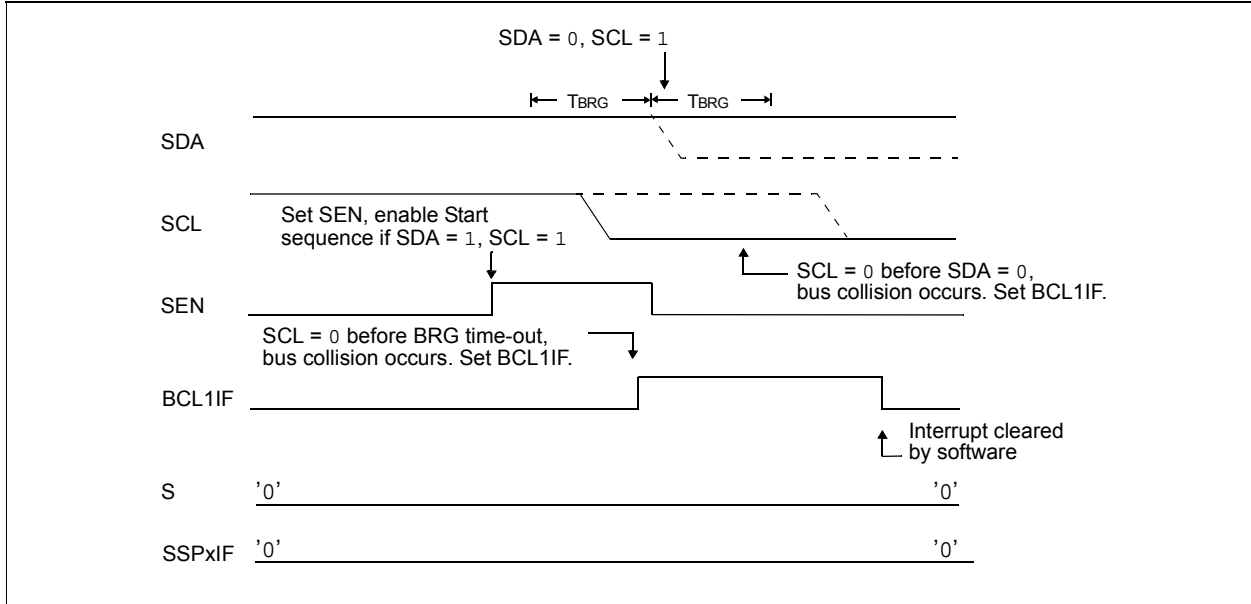 SDA = 0, SCL = 1
TBRG TBRG
SDA
SCL
Set SEN, enable Start
sequence if SDA = 1, SCL = 1
SCL = 0 before SDA = 0,
bus collision occurs. Set BCL1IF.
SEN
SCL = 0 before BRG time-out,
bus collision occurs. Set BCL1IF.
BCL1IF
Interrupt cleared
by software
S '0' '0'
SSPxIF '0' '0'